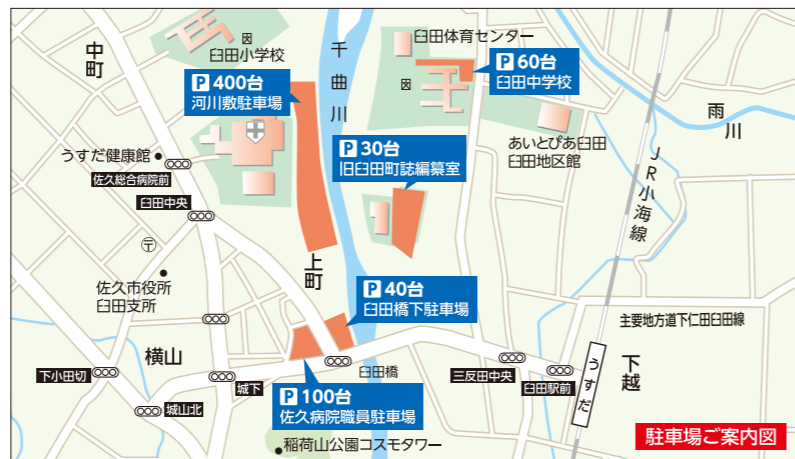 中町
文
臼田小学校
千曲川
臼田体育センター
P 60台
臼田中学校
文
P 400台
河川敷駐車場
雨川
うすだ健康館
佐久総合病院前
臼田中央
P 30台
旧臼田町誌編纂室
あいとぴあ臼田
臼田地区館
JR小海線
〒
佐久市役所
臼田支所
上町
P 40台
臼田橋下駐車場
主要地方道下仁田臼田線
横山
下小田切
城下
城山北
臼田橋
三反田中央
臼田駅前
うすだ
下越
P 100台
佐久病院職員駐車場
稲荷山公園コスモタワー
駐車場ご案内図